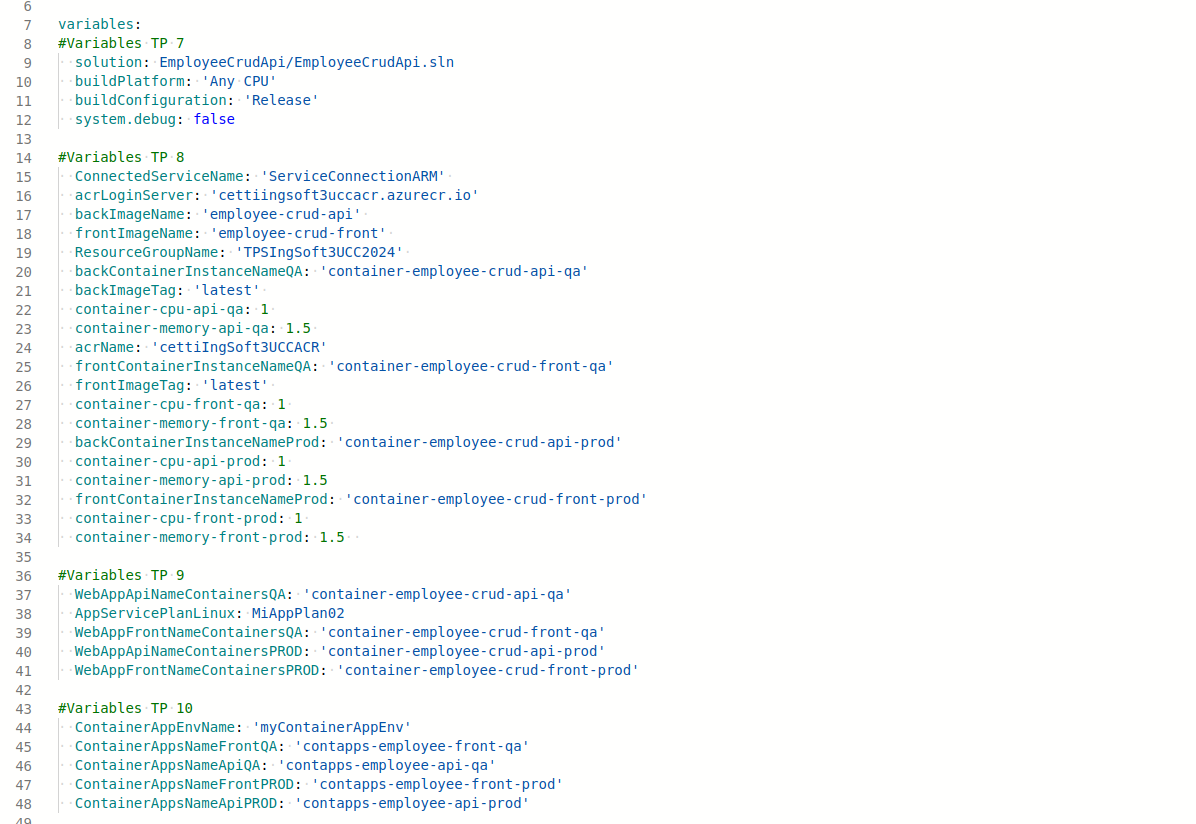 6
7 variables:
8 #Variables TP 7
9 solution: EmployeeCrudApi/EmployeeCrudApi.sln
10 buildPlatform: 'Any CPU'
11 buildConfiguration: 'Release'
12 system.debug: false
13
14 #Variables TP 8
15 ConnectedServiceName: 'ServiceConnectionARM'
16 acrLoginServer: 'cettiingsoft3uccacr.azurecr.io'
17 backImageName: 'employee-crud-api'
18 frontImageName: 'employee-crud-front'
19 ResourceGroupName: 'TPSIngSoft3UCC2024'
20 backContainerInstanceNameQA: 'container-employee-crud-api-qa'
21 backImageTag: 'latest'
22 container-cpu-api-qa: 1
23 container-memory-api-qa: 1.5
24 acrName: 'cettiIngSoft3UCCACR'
25 frontContainerInstanceNameQA: 'container-employee-crud-front-qa'
26 frontImageTag: 'latest'
27 container-cpu-front-qa: 1
28 container-memory-front-qa: 1.5
29 backContainerInstanceNameProd: 'container-employee-crud-api-prod'
30 container-cpu-api-prod: 1
31 container-memory-api-prod: 1.5
32 frontContainerInstanceNameProd: 'container-employee-crud-front-prod'
33 container-cpu-front-prod: 1
34 container-memory-front-prod: 1.5
35
36 #Variables TP 9
37 WebAppApiNameContainersQA: 'container-employee-crud-api-qa'
38 AppServicePlanLinux: MiAppPlan02
39 WebAppFrontNameContainersQA: 'container-employee-crud-front-qa'
40 WebAppApiNameContainersPROD: 'container-employee-crud-api-prod'
41 WebAppFrontNameContainersPROD: 'container-employee-crud-front-prod'
42
43 #Variables TP 10
44 ContainerAppEnvName: 'myContainerAppEnv'
45 ContainerAppsNameFrontQA: 'contapps-employee-front-qa'
46 ContainerAppsNameApiQA: 'contapps-employee-api-qa'
47 ContainerAppsNameFrontPROD: 'contapps-employee-front-prod'
48 ContainerAppsNameApiPROD: 'contapps-employee-api-prod'
49